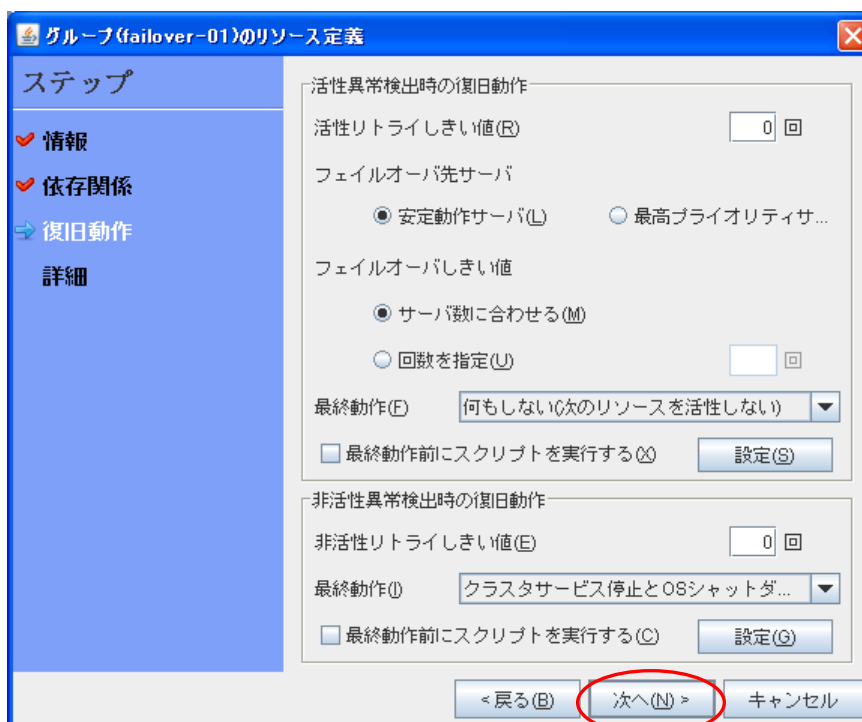 グループ(failover-01)のリソース定義
ステップ
情報
依存関係
復旧動作
詳細
活性異常検出時の復旧動作
活性リトライしきい値(R) 0 回
フェイルオーバ先サーバ
安定動作サーバ(L) 最高プライオリティサ...
フェイルオーバしきい値
サーバ数に合わせる(M)
回数を指定(U) 回
最終動作(F) 何もしない(次のリソースを活性しない)
最終動作前にスクリプトを実行する(X) 設定(S)
非活性異常検出時の復旧動作
非活性リトライしきい値(E) 0 回
最終動作(I) クラスタサービス停止とOSシャットダ...
最終動作前にスクリプトを実行する(C) 設定(G)
<戻る(B) 次へ(N) > キャンセル